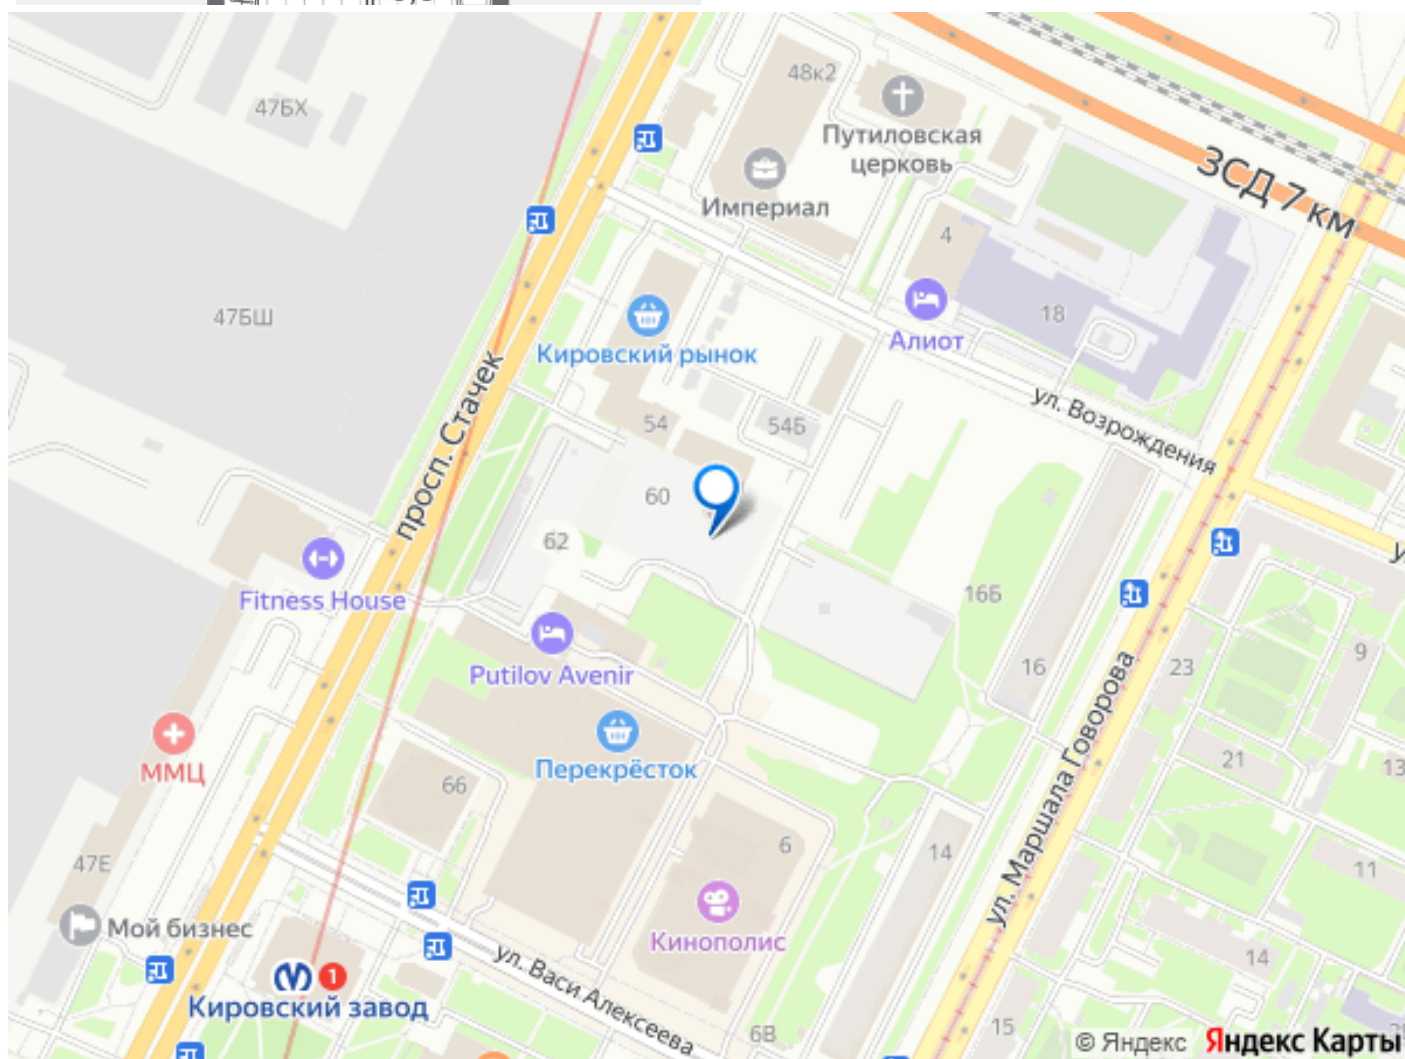 48к2
47БХ
Путиловская
церковь
ЗСД 7 км
Империал
4
47БШ
18
Кировский рынок
Алиот
просп. Стачек
ул. Возрождения
54
54Б
60
62
Fitness House
16Б
Putilov Avenir
16
23
9
ММЦ
Перекрёсток
21
13
66
ул. Маршала Говорова
47Е
6
14
11
Мой бизнес
Кинополис
ул. Васи Алексеева
14
1
Кировский завод
6В
15
© Яндекс Яндекс Карты